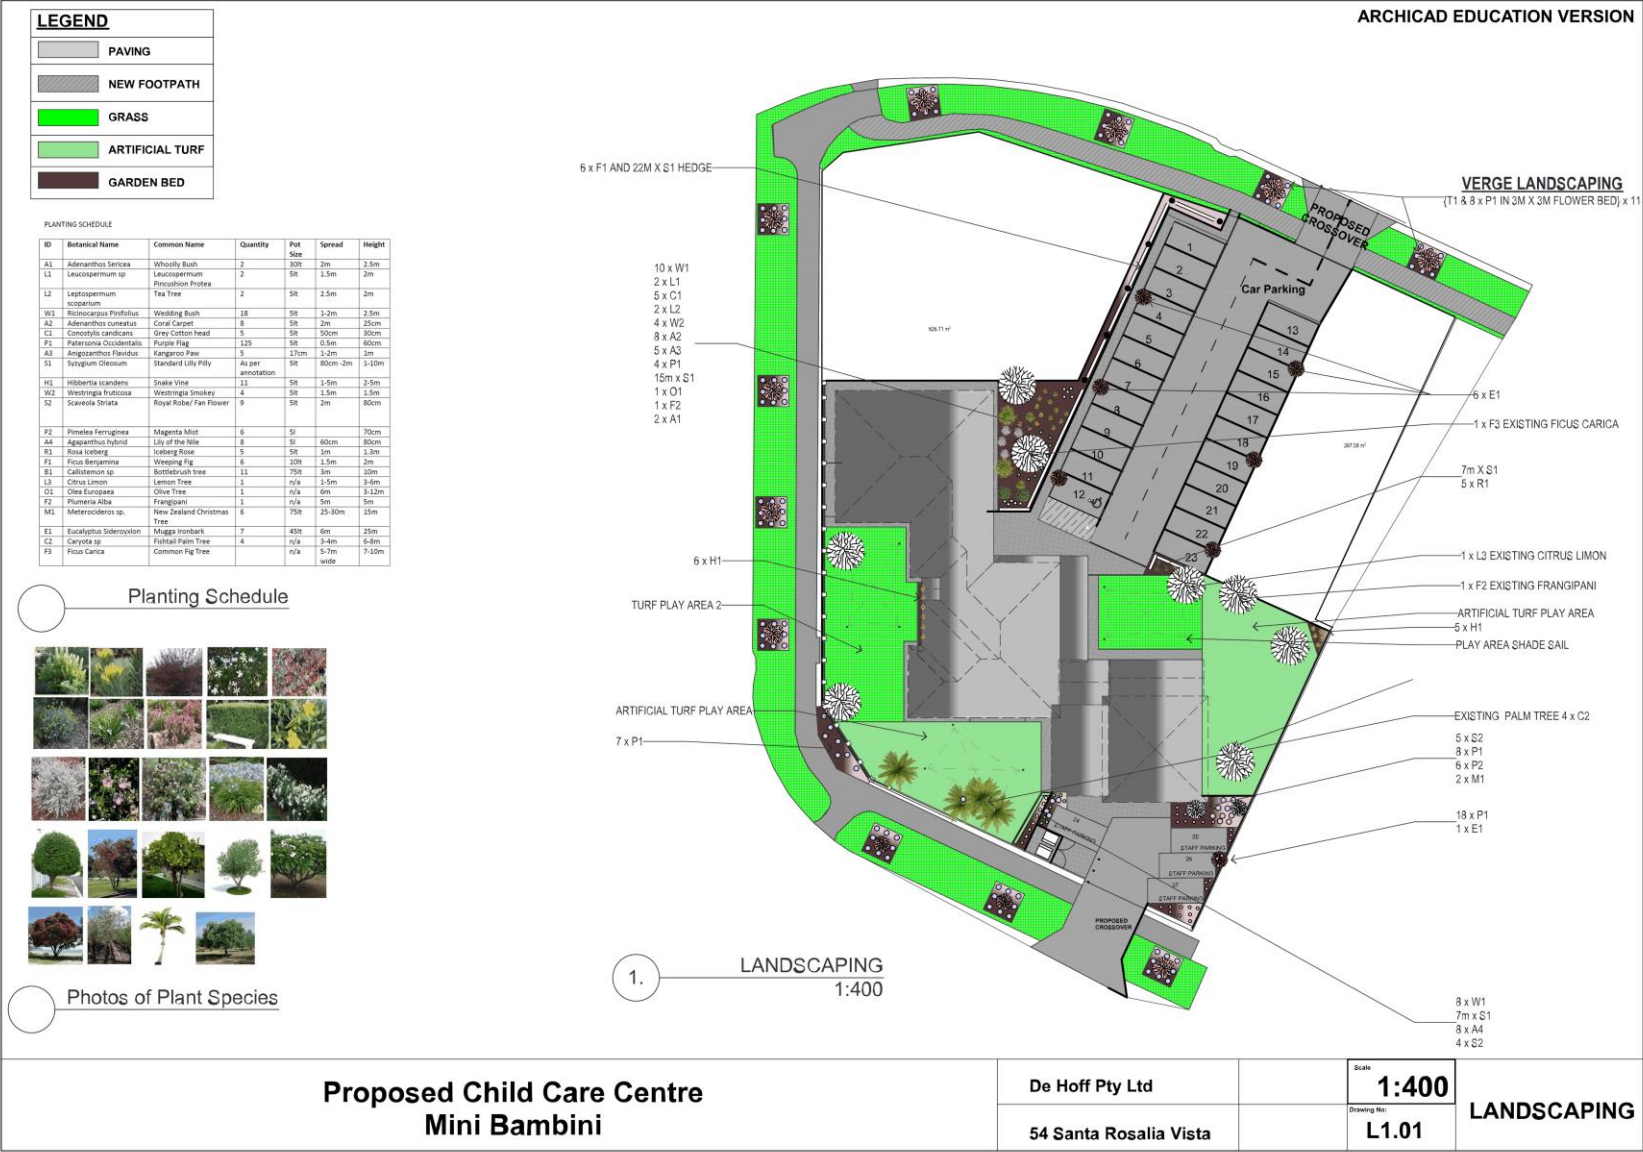 ARCHICAD EDUCATION VERSION
LEGEND
PAVING
NEW FOOTPATH
GRASS
ARTIFICIAL TURF
GARDEN BED
PLANTING SCHEDULE
ID Botanical Name Common Name Quantity Pot Size Spread Height
A1 Adenanthos Sericea Whoolly Bush 2 30lt 2m 2.5m
L1 Leucospermum sp Leucospermum Pincushion Protea 2 5lt 1.5m 2m
L2 Leptospermum scoparium Tea Tree 2 5lt 2.5m 2m
W1 Ricinocarpus Pinifolius Wedding Bush 18 5lt 1-2m 2.5m
A2 Adenanthos cuneatus Coral Carpet 8 5lt 2m 25cm
C1 Conostylis candicans Grey Cotton head 5 5lt 50cm 30cm
P1 Patersonia Occidentalis Purple Flag 125 5lt 0.5m 60cm
A3 Anigozanthos Flavidus Kangaroo Paw 5 17cm 1-2m 1m
S1 Syzygium Oleosum Standard Lilly Pilly As per annotation 5lt 80cm -2m 1-10m
H1 Hibbertia scandens Snake Vine 11 5lt 1-5m 2-5m
W2 Westringia fruticosa Westringia Smokey 4 5lt 1.5m 1.5m
S2 Scaveola Striata Royal Robe/ Fan Flower 9 5lt 2m 80cm
P2 Pimelea Ferruginea Magenta Mist 6 5l 70cm
A4 Agapanthus hybrid Lily of the Nile 8 5l 60cm 80cm
R1 Rosa Iceberg Iceberg Rose 5 5lt 1m 1.3m
F1 Ficus Benjamina Weeping Fig 6 10lt 1.5m 2m
B1 Callistemon sp Bottlebrush tree 11 75lt 3m 10m
L3 Citrus Limon Lemon Tree 1 n/a 1-5m 3-6m
O1 Olea Europaea Olive Tree 1 n/a 6m 3-12m
F2 Plumeria Alba Frangipani 1 n/a 5m 5m
M1 Meterocideros sp. New Zealand Christmas Tree 6 75lt 25-30m 15m
E1 Eucalyptus Sideroyxlon Mugga Ironbark 7 45lt 6m 25m
C2 Caryota sp Fishtail Palm Tree 4 n/a 3-4m 6-8m
F3 Ficus Carica Common Fig Tree n/a 5-7m wide 7-10m
Planting Schedule
Photos of Plant Species
6 x F1 AND 22M X S1 HEDGE
10 x W1
2 x L1
5 x C1
2 x L2
4 x W2
8 x A2
5 x A3
4 x P1
15m x S1
1 x O1
1 x F2
2 x A1
6 x H1
TURF PLAY AREA 2
ARTIFICIAL TURF PLAY AREA
7 x P1
PROPOSED
CROSSOVER
Car Parking
1
2
3
4
5
6
7
8
9
10
11
12
13
14
15
16
17
18
19
20
21
22
23
24
STAFF PARKING
25
STAFF PARKING
26
STAFF PARKING
27
STAFF PARKING
PROPOSED
CROSSOVER
VERGE LANDSCAPING
{T1 & 8 x P1 IN 3M X 3M FLOWER BED} x 11
6 x E1
1 x F3 EXISTING FICUS CARICA
7m X S1
5 x R1
1 x L3 EXISTING CITRUS LIMON
1 x F2 EXISTING FRANGIPANI
ARTIFICIAL TURF PLAY AREA
5 x H1
PLAY AREA SHADE SAIL
EXISTING PALM TREE 4 x C2
5 x S2
8 x P1
6 x P2
2 x M1
18 x P1
1 x E1
8 x W1
7m x S1
8 x A4
4 x S2
1.
LANDSCAPING
1:400
Proposed Child Care Centre
Mini Bambini
De Hoff Pty Ltd
54 Santa Rosalia Vista
Scale
1:400
Drawing No:
L1.01
LANDSCAPING